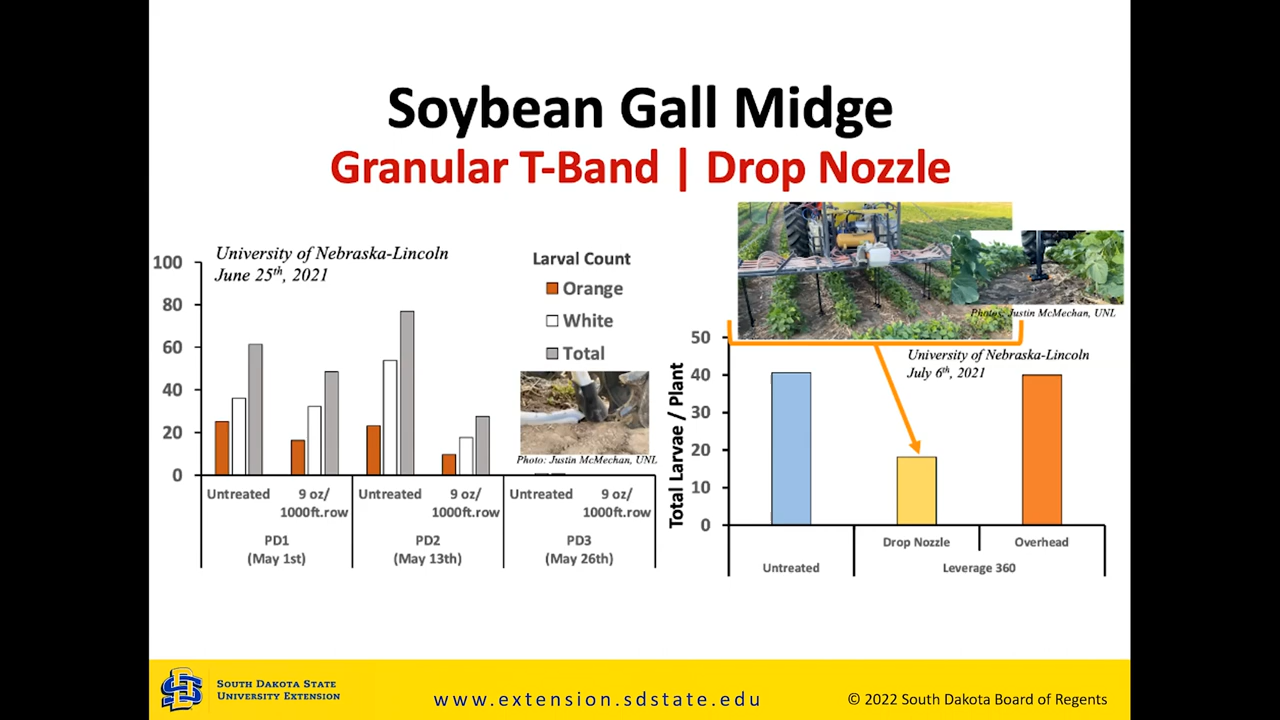 Soybean Gall Midge
Granular T-Band | Drop Nozzle
University of Nebraska-Lincoln
June 25th, 2021
Larval Count
Orange
White
Total
Photo: Justin McMechan, UNL
100
80
60
40
20
0
Untreated
9 oz/
1000ft.row
Untreated
9 oz/
1000ft.row
Untreated
9 oz/
1000ft.row
PD1
(May 1st)
PD2
(May 13th)
PD3
(May 26th)
Photos: Justin McMechan, UNL
University of Nebraska-Lincoln
July 6th, 2021
Total Larvae / Plant
50
40
30
20
10
0
Drop Nozzle
Overhead
Untreated
Leverage 360
SOUTH DAKOTA STATE
UNIVERSITY EXTENSION
www.extension.sdstate.edu
© 2022 South Dakota Board of Regents